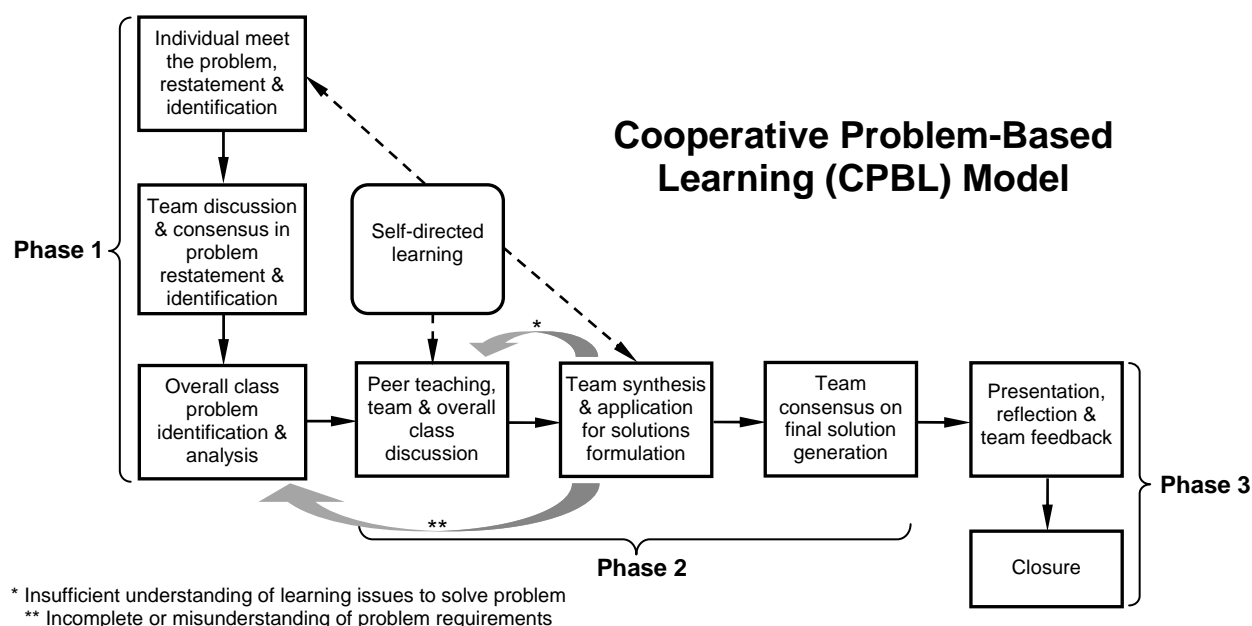 Individual meet
the problem,
restatement &
identification
Cooperative Problem-Based
Learning (CPBL) Model
Team discussion
& consensus in
problem
restatement &
identification
Self-directed
learning
Phase 1
*
Overall class
problem
identification &
analysis
Peer teaching,
team & overall
class
discussion
Team synthesis
& application
for solutions
formulation
Team
consensus on
final solution
generation
Presentation,
reflection &
team feedback
Phase 3
**
Phase 2
Closure
* Insufficient understanding of learning issues to solve problem
** Incomplete or misunderstanding of problem requirements